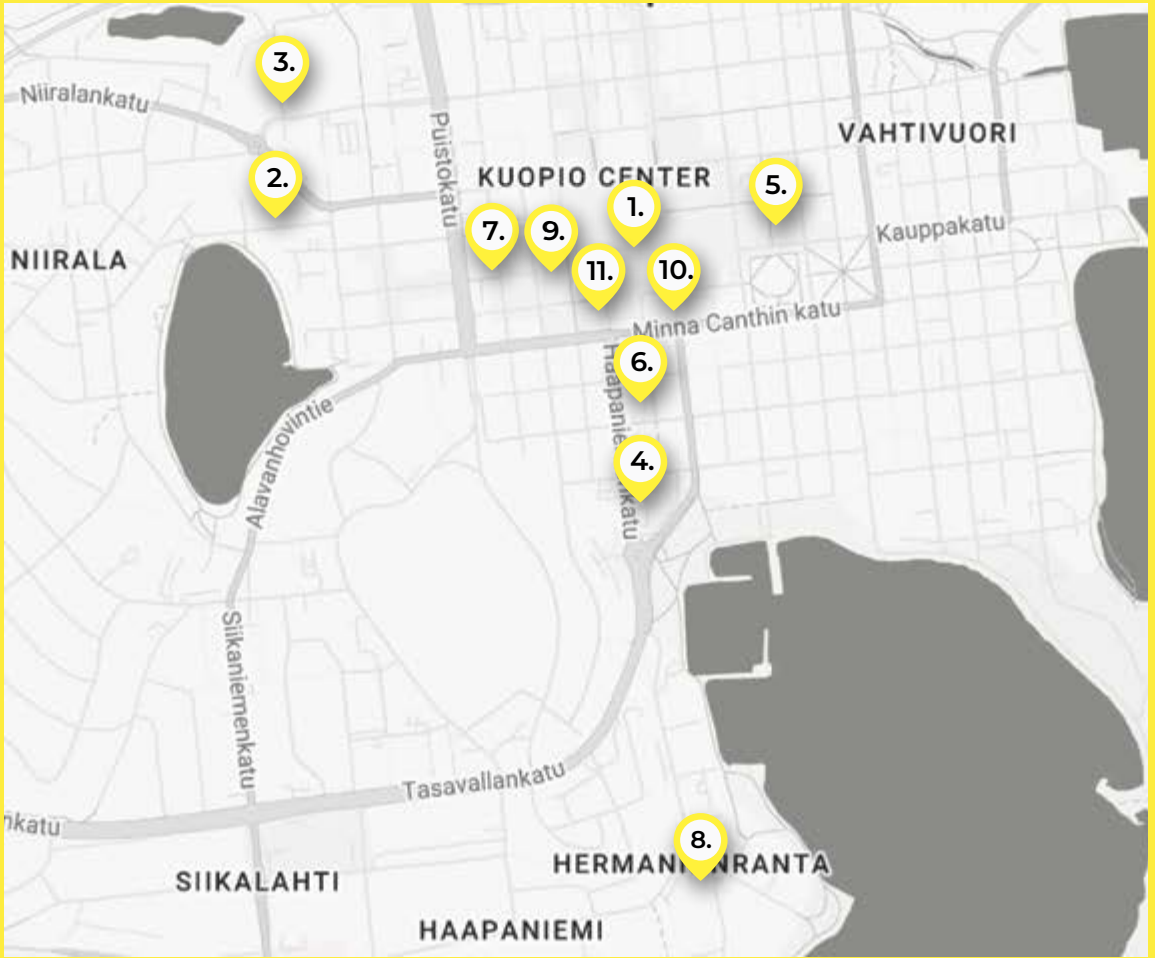 3.
Niiralankatu
Puistokatu
VAHTIVUORI
KUOPIO CENTER
2.
5.
1.
7.
9.
Kauppakatu
NIIRALA
11.
10.
Minna Canthin katu
6.
4.
Alavanhovintie
Siikaniemenkatu
Tasavallankatu
8.
SIIKALAHTI
HAAPANIEMI